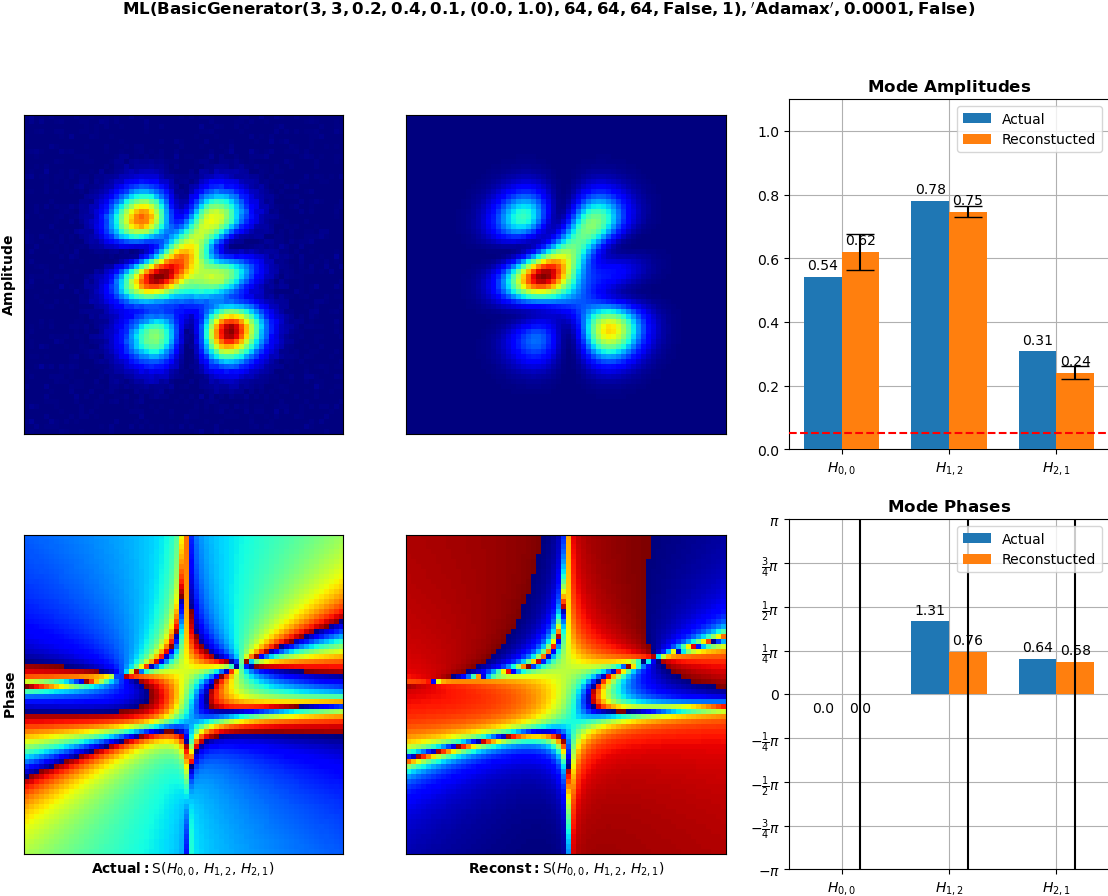 ML(BasicGenerator(3, 3, 0.2, 0.4, 0.1, (0.0, 1.0), 64, 64, 64, False, 1), ′Adamax′, 0.0001, False)
Amplitude
Mode Amplitudes
Actual
Reconstucted
1.0
0.8
0.6
0.4
0.2
0.0
0.54
0.62
0.78
0.75
0.31
0.24
H0,0
H1,2
H2,1
Phase
Actual: S(H0,0, H1,2, H2,1)
Reconst: S(H0,0, H1,2, H2,1)
Mode Phases
Actual
Reconstucted
π
3/4π
1/2π
1/4π
0
−1/4π
−1/2π
−3/4π
−π
0.0
0.0
1.31
0.76
0.64
0.58
H0,0
H1,2
H2,1